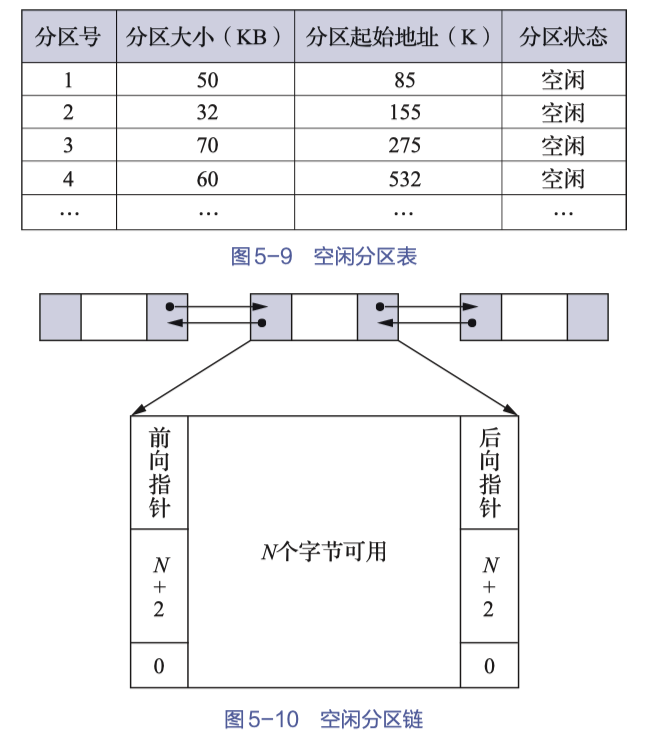 分区号 分区大小（KB） 分区起始地址（K） 分区状态
1 50 85 空闲
2 32 155 空闲
3 70 275 空闲
4 60 532 空闲
… … … …
图5-9 空闲分区表
前向指针
N+2
0
N个字节可用
后向指针
N+2
0
图5-10 空闲分区链